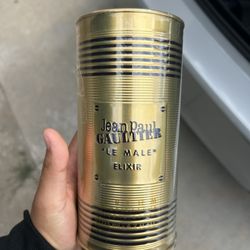 Jean Paul
GAULTIER
"LE MALE"
ELIXIR